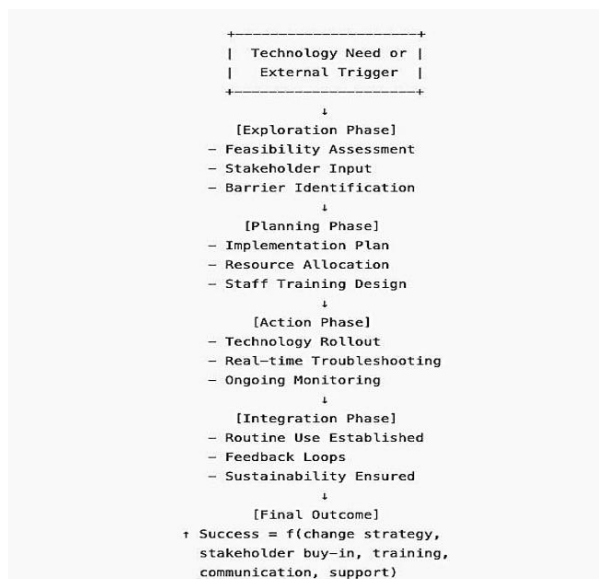 +—————————————————————+
| Technology Need or |
| External Trigger |
+—————————————————————+
↓
[Exploration Phase]
– Feasibility Assessment
– Stakeholder Input
– Barrier Identification
↓
[Planning Phase]
– Implementation Plan
– Resource Allocation
– Staff Training Design
↓
[Action Phase]
– Technology Rollout
– Real–time Troubleshooting
– Ongoing Monitoring
↓
[Integration Phase]
– Routine Use Established
– Feedback Loops
– Sustainability Ensured
↓
[Final Outcome]
↑ Success = f(change strategy,
stakeholder buy–in, training,
communication, support)